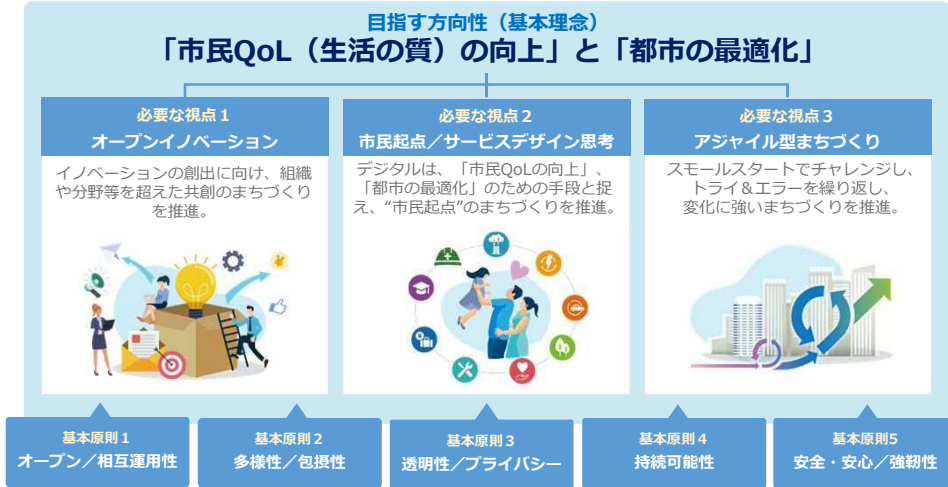 目指す方向性（基本理念）
「市民QoL（生活の質）の向上」と「都市の最適化」
必要な視点１
オープンイノベーション
イノベーションの創出に向け、組織
や分野等を超えた共創のまちづくり
を推進。
必要な視点２
市民起点／サービスデザイン思考
デジタルは、「市民QoLの向上」、
「都市の最適化」のための手段と捉
え、“市民起点”のまちづくりを推進。
必要な視点３
アジャイル型まちづくり
スモールスタートでチャレンジし、
トライ＆エラーを繰り返し、
変化に強いまちづくりを推進。
基本原則１
オープン／相互運用性
基本原則２
多様性／包摂性
基本原則３
透明性／プライバシー
基本原則４
持続可能性
基本原則5
安全・安心／強靭性